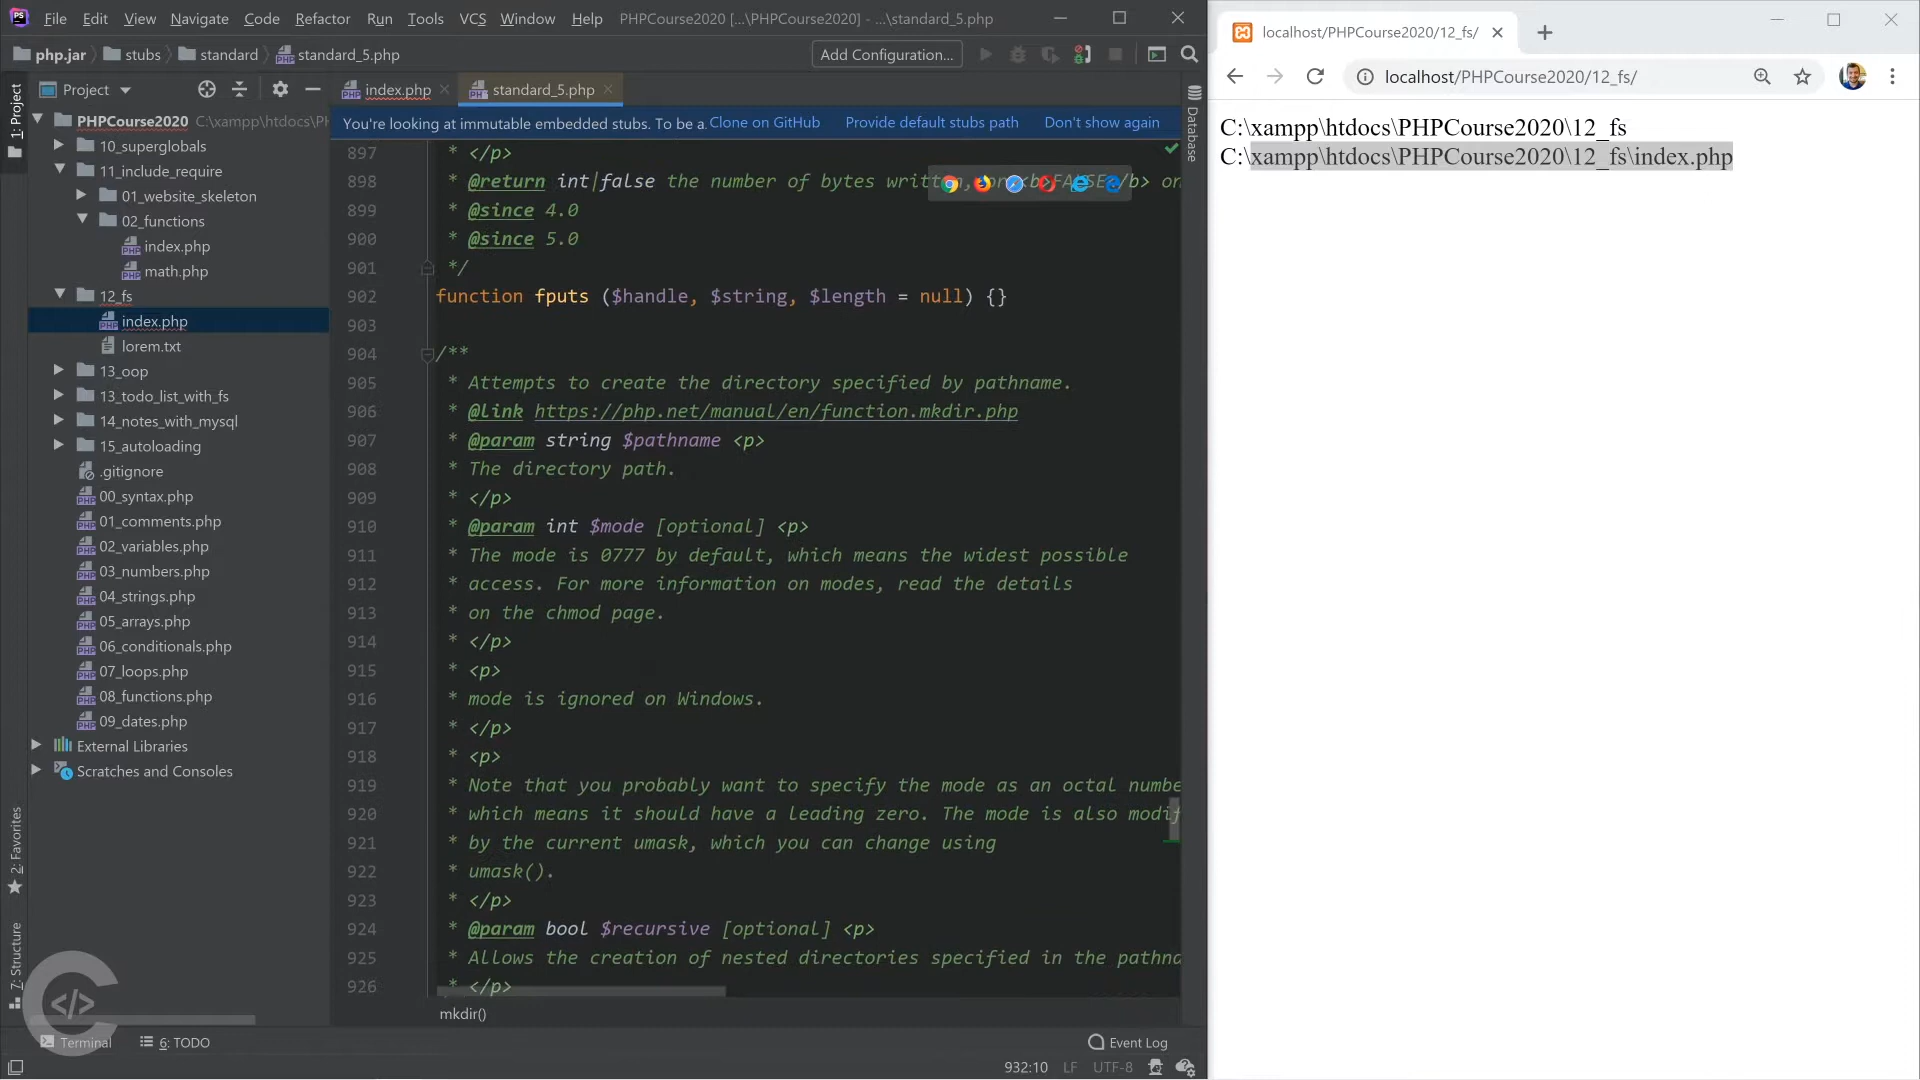 File Edit View Navigate Code Refactor Run Tools VCS Window Help PHPCourse2020 [...\PHPCourse2020] - ...\standard_5.php
php.jar stubs standard standard_5.php Add Configuration...
Project index.php standard_5.php
1: Project
2: Favorites
7: Structure
Database
PHPCourse2020 C:\xampp\htdocs\PH
10_superglobals
11_include_require
01_website_skeleton
02_functions
index.php
math.php
12_fs
index.php
lorem.txt
13_oop
13_todo_list_with_fs
14_notes_with_mysql
15_autoloading
.gitignore
00_syntax.php
01_comments.php
02_variables.php
03_numbers.php
04_strings.php
05_arrays.php
06_conditionals.php
07_loops.php
08_functions.php
09_dates.php
External Libraries
Scratches and Consoles
You're looking at immutable embedded stubs. To be a. Clone on GitHub Provide default stubs path Don't show again
897 * </p>
898 * @return int|false the number of bytes written, or <b>FALSE</b> on
899 * @since 4.0
900 * @since 5.0
901 */
902 function fputs ($handle, $string, $length = null) {}
903
904 /**
905 * Attempts to create the directory specified by pathname.
906 * @link https://php.net/manual/en/function.mkdir.php
907 * @param string $pathname <p>
908 * The directory path.
909 * </p>
910 * @param int $mode [optional] <p>
911 * The mode is 0777 by default, which means the widest possible
912 * access. For more information on modes, read the details
913 * on the chmod page.
914 * </p>
915 * <p>
916 * mode is ignored on Windows.
917 * </p>
918 * <p>
919 * Note that you probably want to specify the mode as an octal numbe
920 * which means it should have a leading zero. The mode is also modif
921 * by the current umask, which you can change using
922 * umask().
923 * </p>
924 * @param bool $recursive [optional] <p>
925 * Allows the creation of nested directories specified in the pathna
926 * </p>
mkdir()
Terminal 6: TODO Event Log
932:10 LF UTF-8
localhost/PHPCourse2020/12_fs/
localhost/PHPCourse2020/12_fs/
C:\xampp\htdocs\PHPCourse2020\12_fs
C:\xampp\htdocs\PHPCourse2020\12_fs\index.php